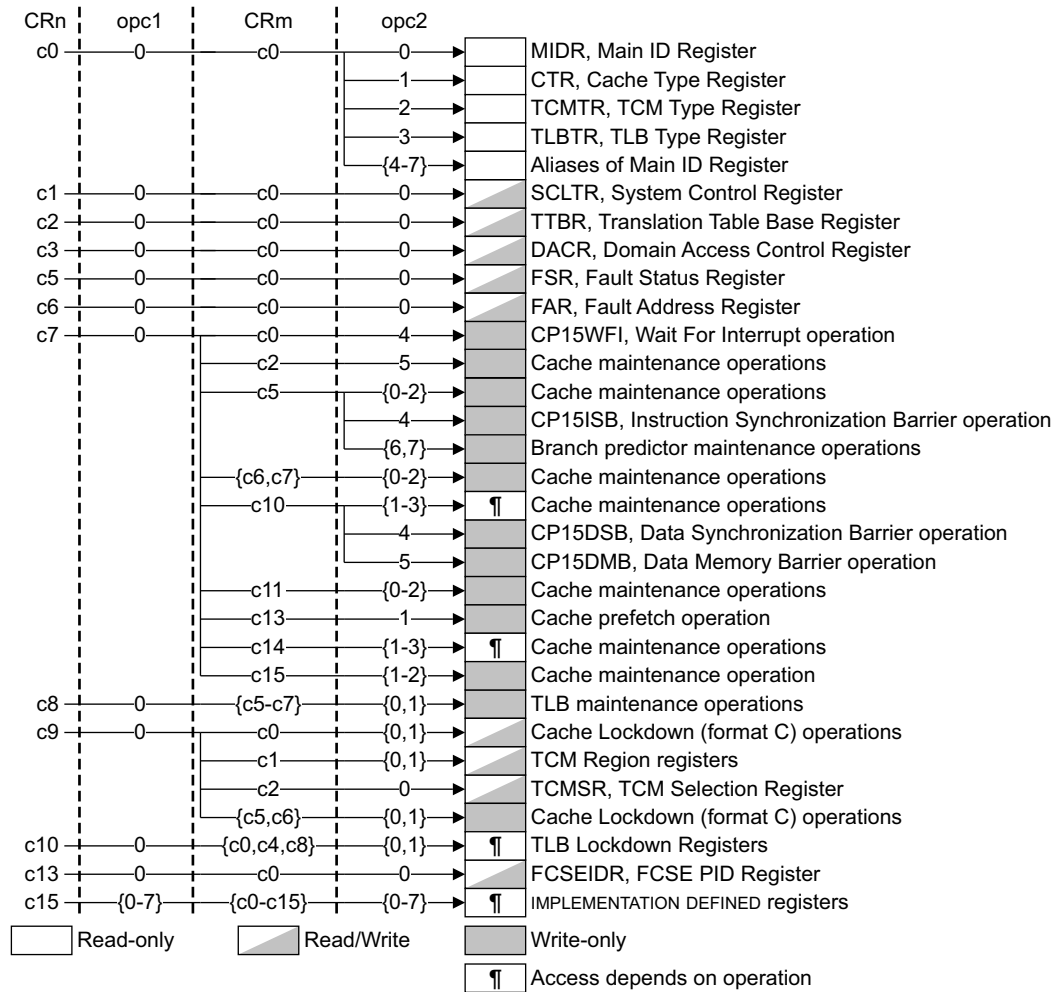 CRn opc1 CRm opc2
c0 0 c0 0 MIDR, Main ID Register
1 CTR, Cache Type Register
2 TCMTR, TCM Type Register
3 TLBTR, TLB Type Register
{4-7} Aliases of Main ID Register
c1 0 c0 0 SCLTR, System Control Register
c2 0 c0 0 TTBR, Translation Table Base Register
c3 0 c0 0 DACR, Domain Access Control Register
c5 0 c0 0 FSR, Fault Status Register
c6 0 c0 0 FAR, Fault Address Register
c7 0 c0 4 CP15WFI, Wait For Interrupt operation
c2 5 Cache maintenance operations
c5 {0-2} Cache maintenance operations
4 CP15ISB, Instruction Synchronization Barrier operation
{6,7} Branch predictor maintenance operations
{c6,c7} {0-2} Cache maintenance operations
c10 {1-3} ¶ Cache maintenance operations
4 CP15DSB, Data Synchronization Barrier operation
5 CP15DMB, Data Memory Barrier operation
c11 {0-2} Cache maintenance operations
c13 1 Cache prefetch operation
c14 {1-3} ¶ Cache maintenance operations
c15 {1-2} Cache maintenance operation
c8 0 {c5-c7} {0,1} TLB maintenance operations
c9 0 c0 {0,1} Cache Lockdown (format C) operations
c1 {0,1} TCM Region registers
c2 0 TCMSR, TCM Selection Register
{c5,c6} {0,1} Cache Lockdown (format C) operations
c10 0 {c0,c4,c8} {0,1} ¶ TLB Lockdown Registers
c13 0 c0 0 FCSEIDR, FCSE PID Register
c15 {0-7} {c0-c15} {0-7} ¶ IMPLEMENTATION DEFINED registers
Read-only Read/Write Write-only
¶ Access depends on operation